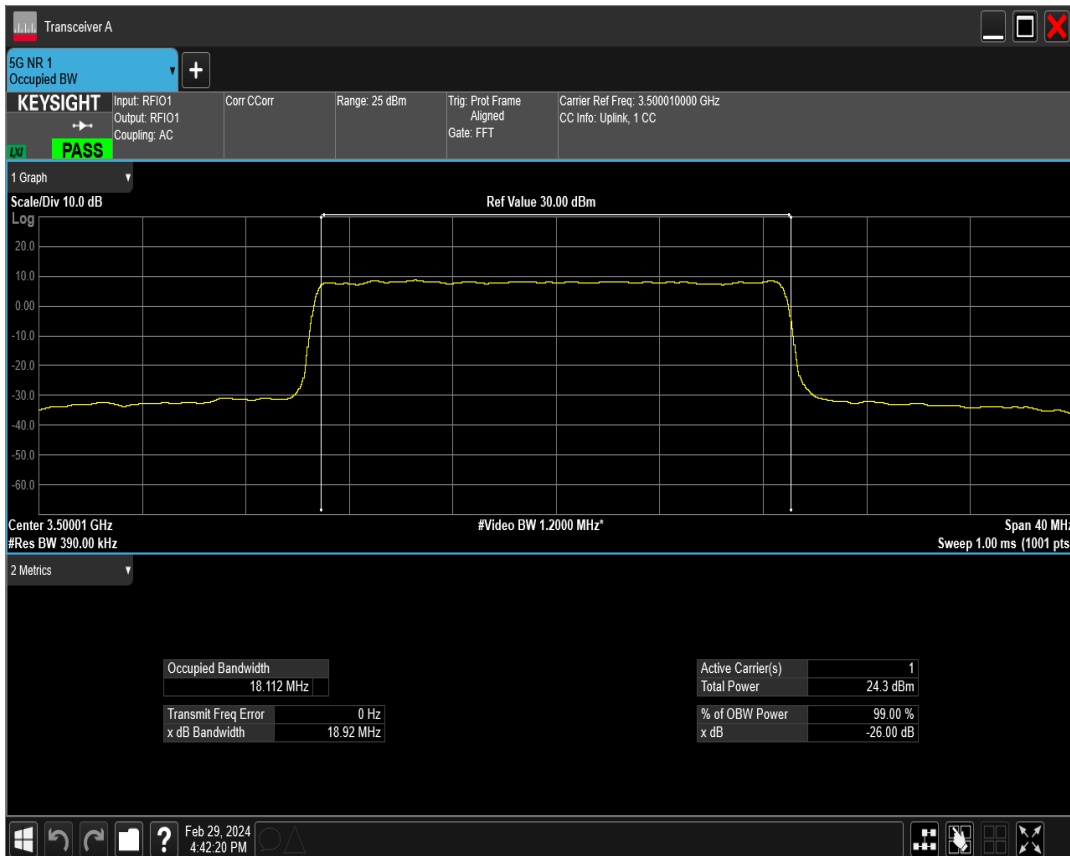 Transceiver A
5G NR 1
Occupied BW
KEYSIGHT
LXI
PASS
Input: RFIO1
Output: RFIO1
Coupling: AC
Corr CCorr
Range: 25 dBm
Trig: Prot Frame
Aligned
Gate: FFT
Carrier Ref Freq: 3.500010000 GHz
CC Info: Uplink, 1 CC
1 Graph
Scale/Div 10.0 dB
Ref Value 30.00 dBm
Log
20.0
10.0
0.00
-10.0
-20.0
-30.0
-40.0
-50.0
-60.0
Center 3.50001 GHz
#Video BW 1.2000 MHz*
Span 40 MHz
#Res BW 390.00 kHz
Sweep 1.00 ms (1001 pts
2 Metrics
Occupied Bandwidth
18.112 MHz
Transmit Freq Error 0 Hz
x dB Bandwidth 18.92 MHz
Active Carrier(s) 1
Total Power 24.3 dBm
% of OBW Power 99.00 %
x dB -26.00 dB
?
Feb 29, 2024
4:42:20 PM